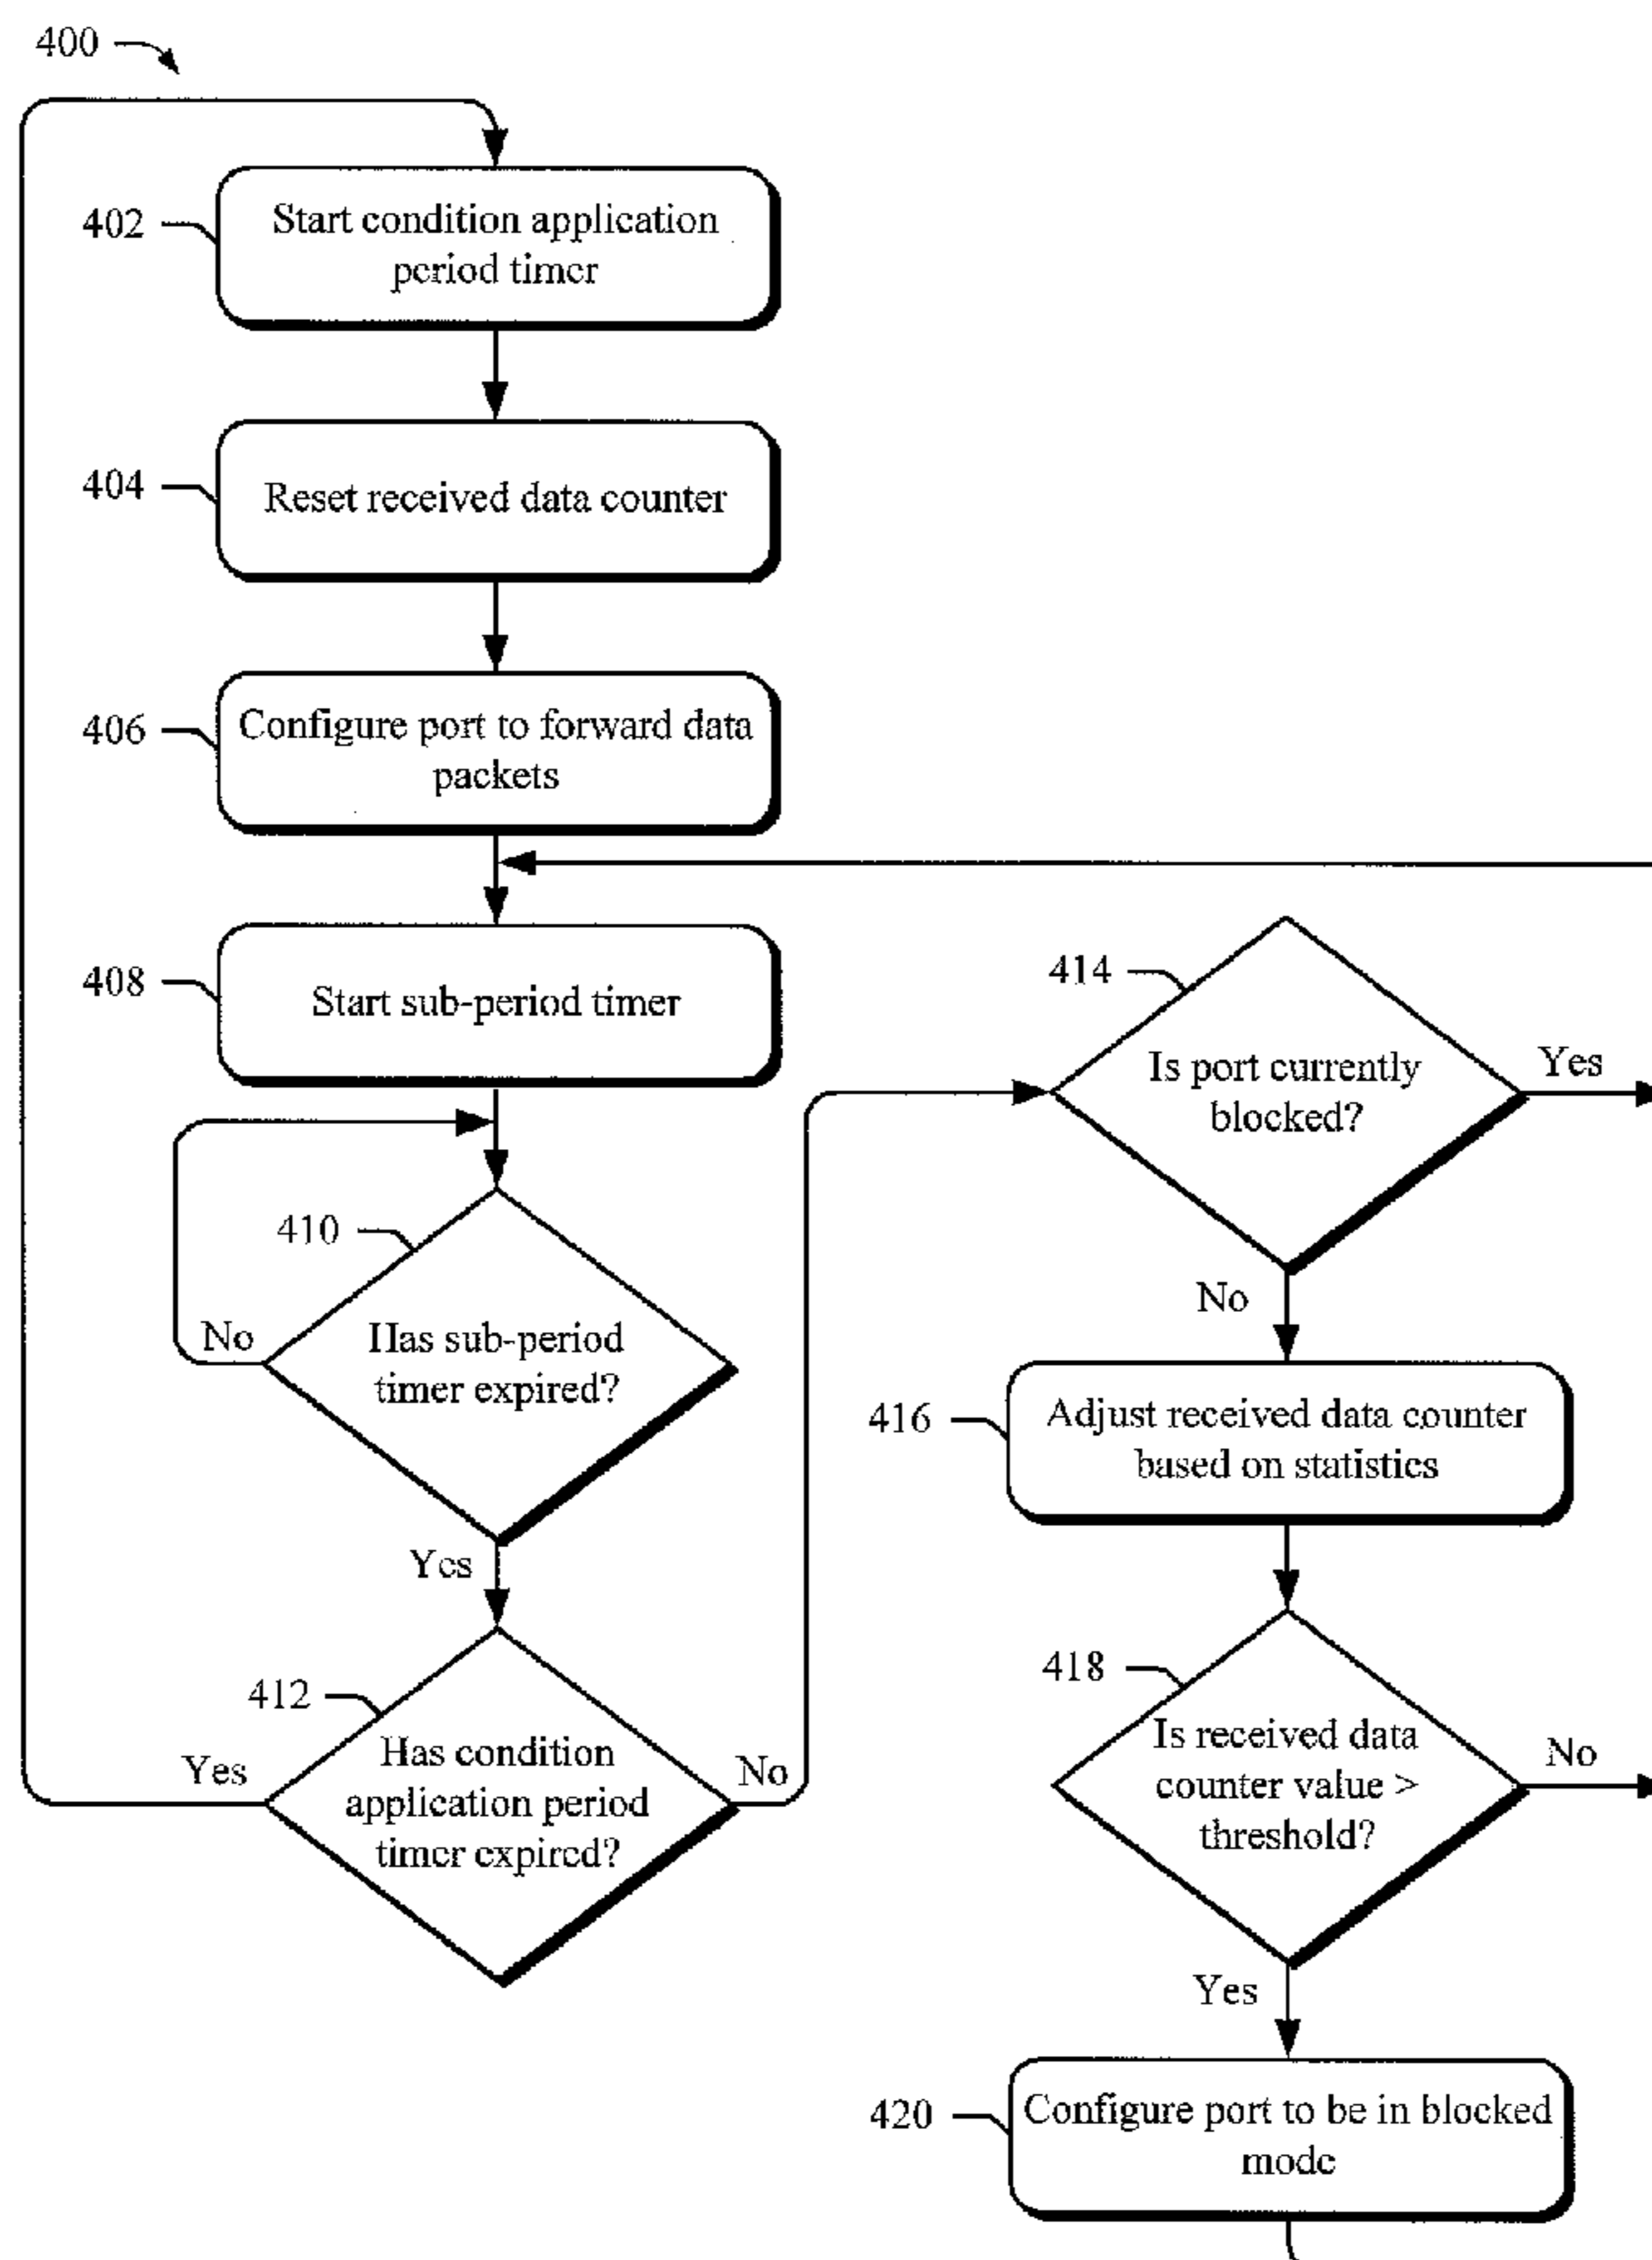 400
402
Start condition application
period timer
404
Reset received data counter
406
Configure port to forward data
packets
408
Start sub-period timer
410
Has sub-period
timer expired?
No
Yes
412
Has condition
application period
timer expired?
Yes
No
414
Is port currently
blocked?
Yes
No
416
Adjust received data counter
based on statistics
418
Is received data
counter value >
threshold?
No
Yes
420
Configure port to be in blocked
mode